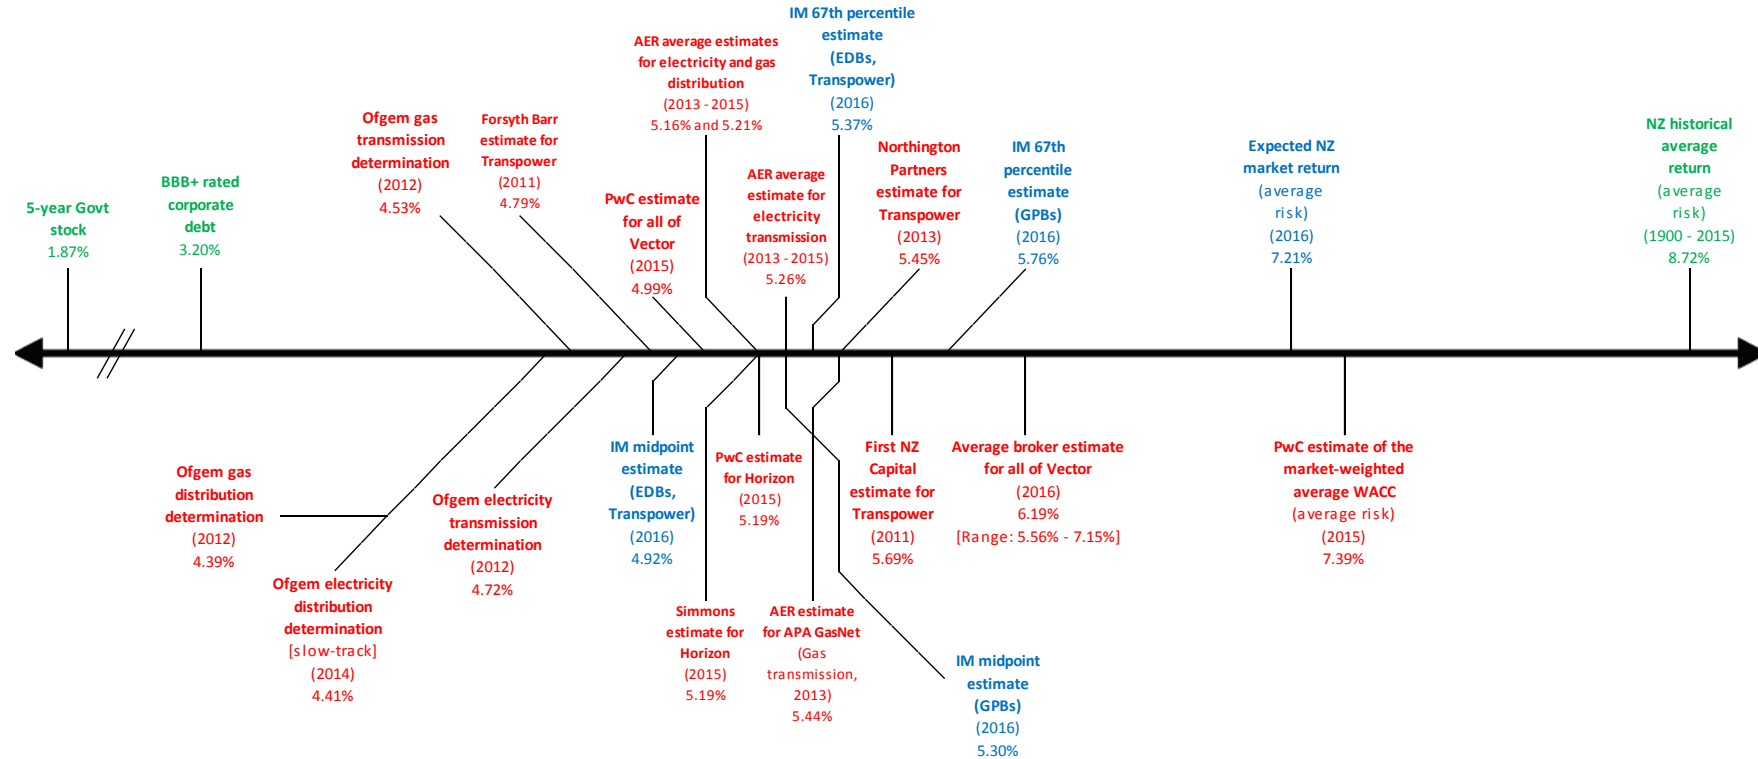 5-year Govt
stock
1.87%
BBB+ rated
corporate
debt
3.20%
Ofgem gas
transmission
determination
(2012)
4.53%
Forsyth Barr
estimate for
Transpower
(2011)
4.79%
PwC estimate
for all of
Vector
(2015)
4.99%
AER average estimates
for electricity and gas
distribution
(2013 - 2015)
5.16% and 5.21%
AER average
estimate for
electricity
transmission
(2013 - 2015)
5.26%
IM 67th percentile
estimate
(EDBs,
Transpower)
(2016)
5.37%
Northington
Partners
estimate for
Transpower
(2013)
5.45%
IM 67th
percentile
estimate
(GPBs)
(2016)
5.76%
Expected NZ
market return
(average
risk)
(2016)
7.21%
NZ historical
average
return
(average
risk)
(1900 - 2015)
8.72%
Ofgem gas
distribution
determination
(2012)
4.39%
Ofgem electricity
distribution
determination
[slow-track]
(2014)
4.41%
Ofgem electricity
transmission
determination
(2012)
4.72%
IM midpoint
estimate
(EDBs,
Transpower)
(2016)
4.92%
Simmons
estimate for
Horizon
(2015)
5.19%
PwC estimate
for Horizon
(2015)
5.19%
AER estimate
for APA GasNet
(Gas
transmission,
2013)
5.44%
First NZ
Capital
estimate for
Transpower
(2011)
5.69%
IM midpoint
estimate
(GPBs)
(2016)
5.30%
Average broker estimate
for all of Vector
(2016)
6.19%
[Range: 5.56% - 7.15%]
PwC estimate of the
market-weighted
average WACC
(average risk)
(2015)
7.39%